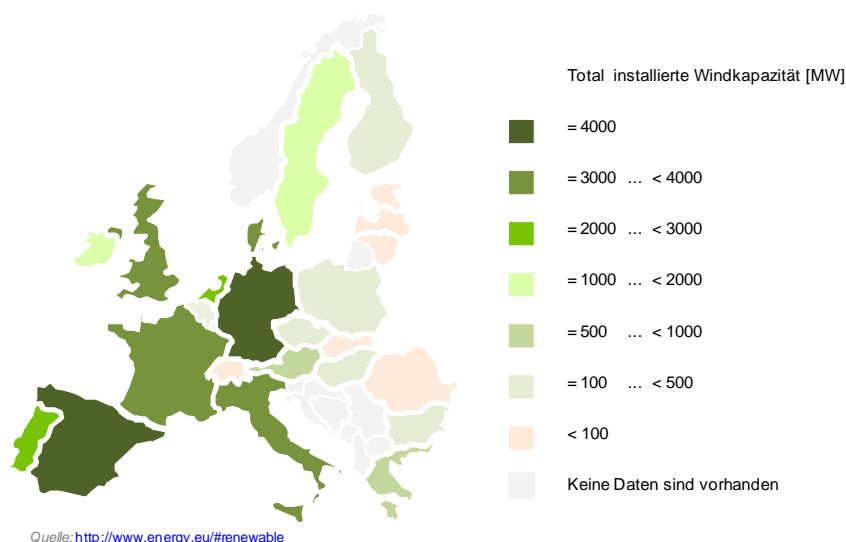 Total installierte Windkapazität [MW]
= 4000
= 3000 ... < 4000
= 2000 ... < 3000
= 1000 ... < 2000
= 500 ... < 1000
= 100 ... < 500
< 100
Keine Daten sind vorhanden
Quelle: http://www.energy.eu/#renewable